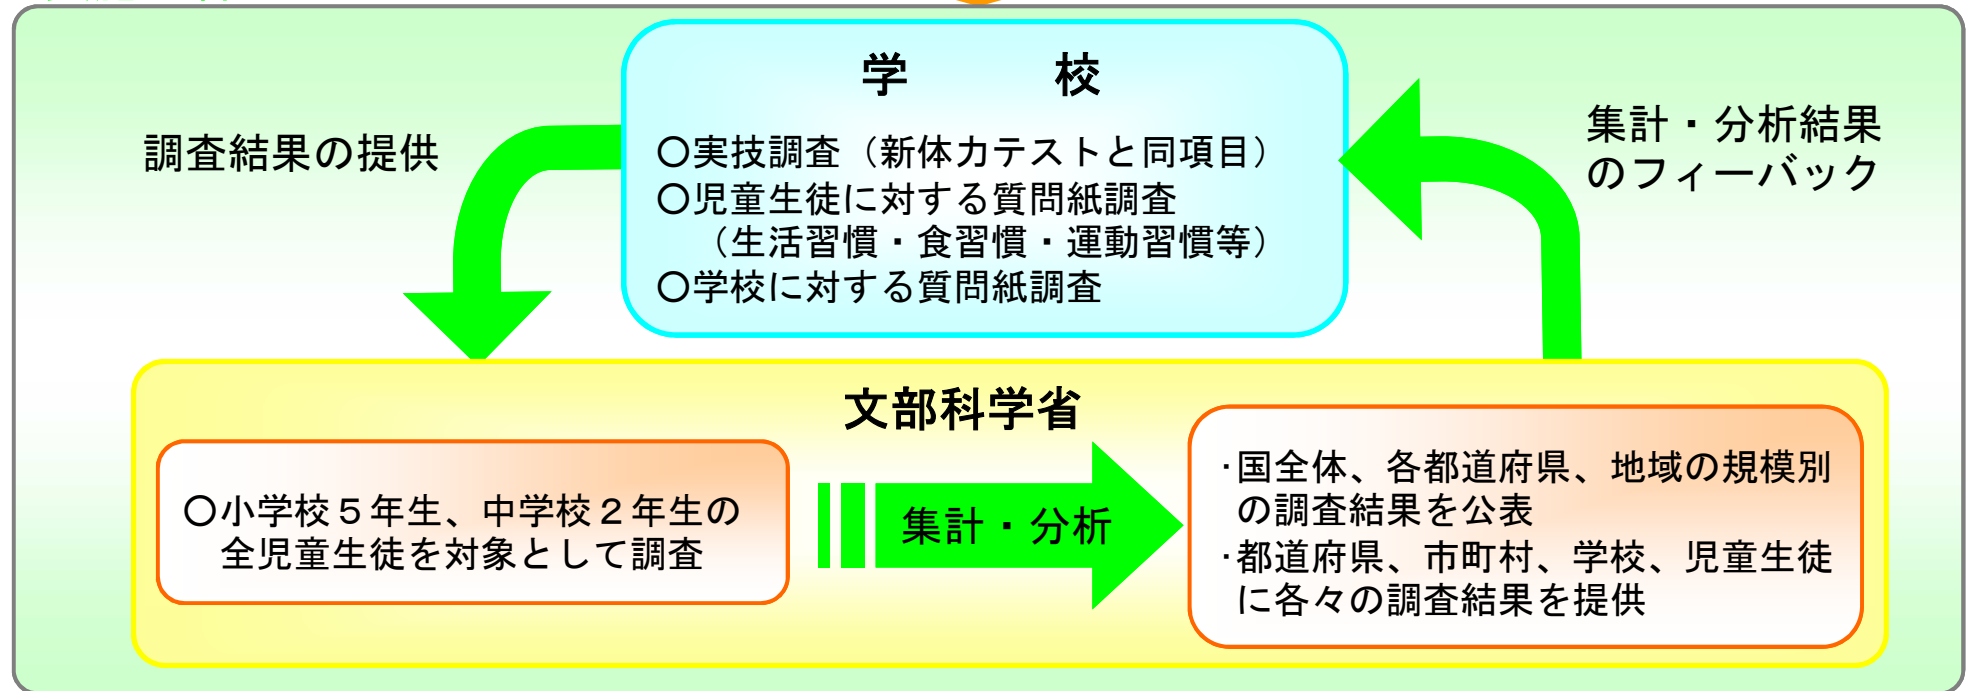 学　　　校
調査結果の提供
○実技調査（新体力テストと同項目）
○児童生徒に対する質問紙調査
（生活習慣・食習慣・運動習慣等）
○学校に対する質問紙調査
集計・分析結果
のフィーバック
文部科学省
○小学校５年生、中学校２年生の
全児童生徒を対象として調査
集計・分析
・国全体、各都道府県、地域の規模別
の調査結果を公表
・都道府県、市町村、学校、児童生徒
に各々の調査結果を提供